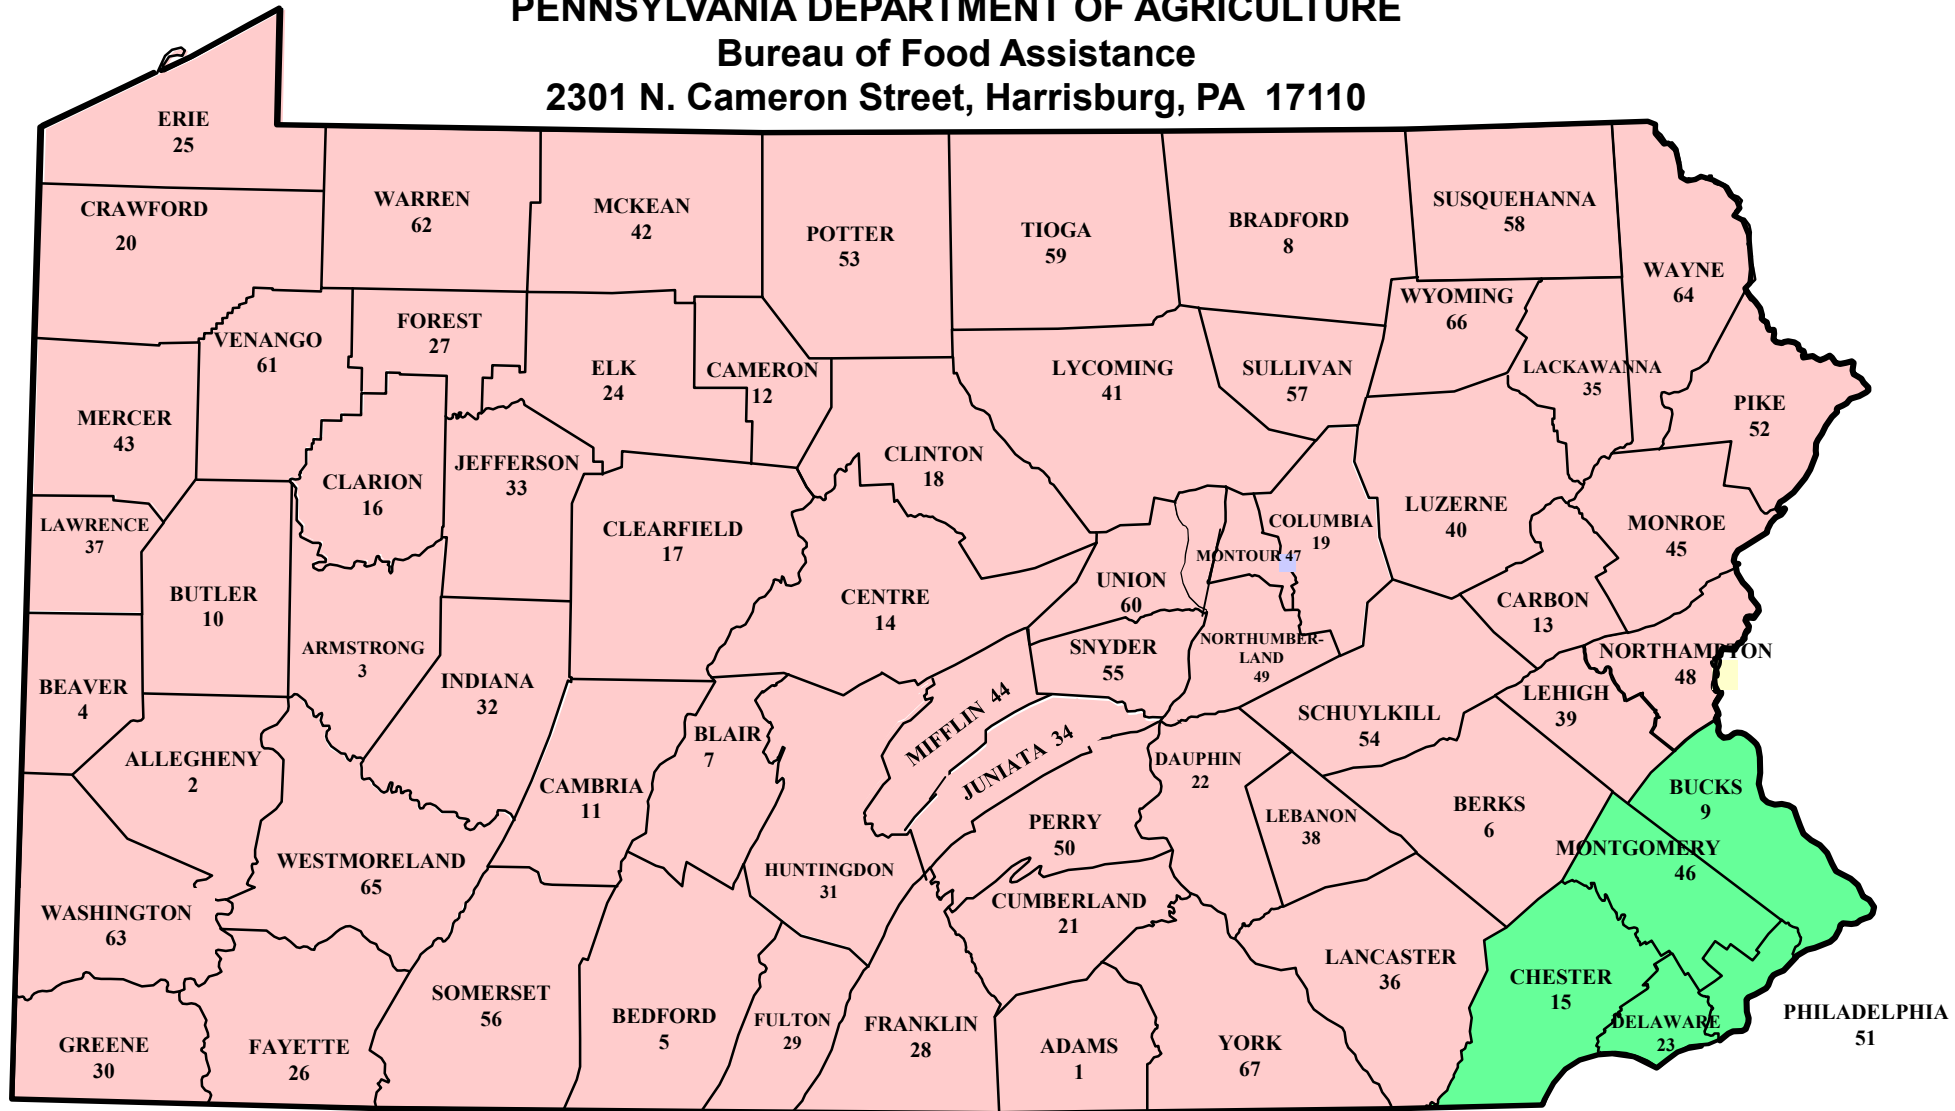 PENNSYLVANIA DEPARTMENT OF AGRICULTURE
Bureau of Food Assistance
2301 N. Cameron Street, Harrisburg, PA 17110
ERIE
25
CRAWFORD
20
WARREN
62
MCKEAN
42
POTTER
53
TIOGA
59
BRADFORD
8
SUSQUEHANNA
58
WAYNE
64
WYOMING
66
VENANGO
61
FOREST
27
ELK
24
CAMERON
12
LYCOMING
41
SULLIVAN
57
LACKAWANNA
35
PIKE
52
MERCER
43
CLARION
16
JEFFERSON
33
CLINTON
18
LUZERNE
40
MONROE
45
LAWRENCE
37
CLEARFIELD
17
COLUMBIA
19
MONTOUR 47
BUTLER
10
CENTRE
14
UNION
60
CARBON
13
ARMSTRONG
3
SNYDER
55
NORTHUMBER-
LAND
49
NORTHAMPTON
48
BEAVER
4
INDIANA
32
MIFFLIN 44
LEHIGH
39
BLAIR
7
JUNIATA 34
SCHUYLKILL
54
ALLEGHENY
2
CAMBRIA
11
DAUPHIN
22
BUCKS
9
PERRY
50
LEBANON
38
BERKS
6
MONTGOMERY
46
WESTMORELAND
65
HUNTINGDON
31
CUMBERLAND
21
WASHINGTON
63
LANCASTER
36
CHESTER
15
SOMERSET
56
BEDFORD
5
FULTON
29
FRANKLIN
28
DELAWARE
23
PHILADELPHIA
51
GREENE
30
FAYETTE
26
ADAMS
1
YORK
67